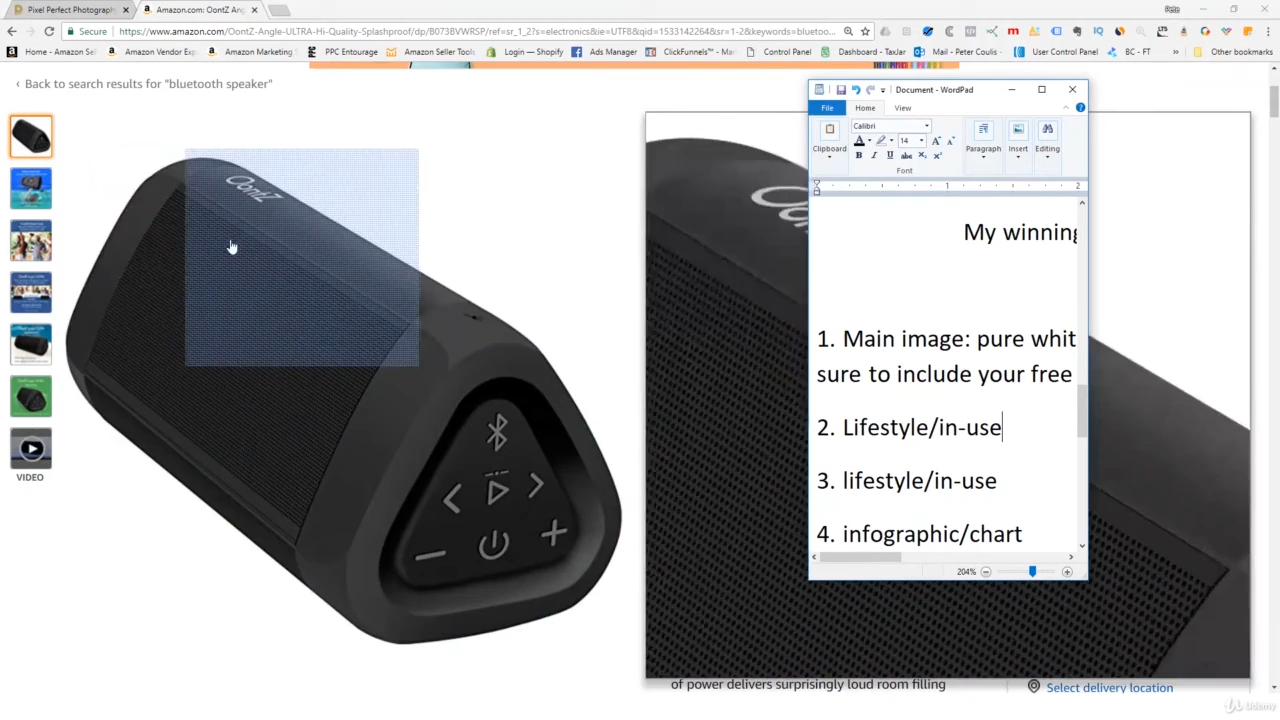 Pixel Perfect Photography
Amazon.com: OontZ Ang
Pete
Secure
https://www.amazon.com/OontZ-Angle-ULTRA-Hi-Quality-Splashproof/dp/B073BVWRSP/ref=sr_1_2?s=electronics&ie=UTF8&qid=1533142264&sr=1-2&keywords=bluetoo...
Home - Amazon Sel
Amazon Vendor Exp
Amazon Marketing
PPC Entourage
Amazon Seller Tools
Login — Shopify
Ads Manager
ClickFunnels™ - Mar
Control Panel
Dashboard - TaxJar
Mail - Peter Coulis
User Control Panel
BC - FT
»
Other bookmarks
‹ Back to search results for "bluetooth speaker"
OontZ
VIDEO
Document - WordPad
File
Home
View
Clipboard
Calibri
14
Font
Paragraph
Insert
Editing
1
2
My winning
1. Main image: pure whit
sure to include your free
2. Lifestyle/in-use
3. lifestyle/in-use
4. infographic/chart
204%
of power delivers surprisingly loud room filling
Select delivery location
Udemy